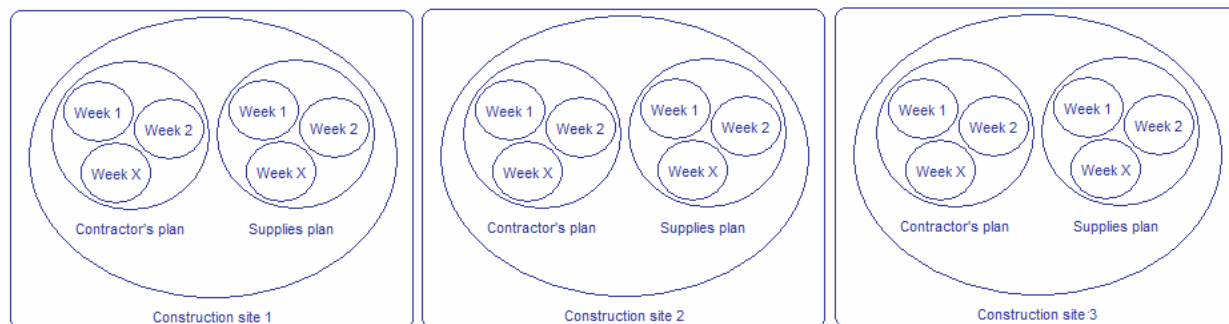 Week 1
Week 2
Week X
Contractor's plan
Week 1
Week 2
Week X
Supplies plan
Construction site 1
Week 1
Week 2
Week X
Contractor's plan
Week 1
Week 2
Week X
Supplies plan
Construction site 2
Week 1
Week 2
Week X
Contractor's plan
Week 1
Week 2
Week X
Supplies plan
Construction site 3